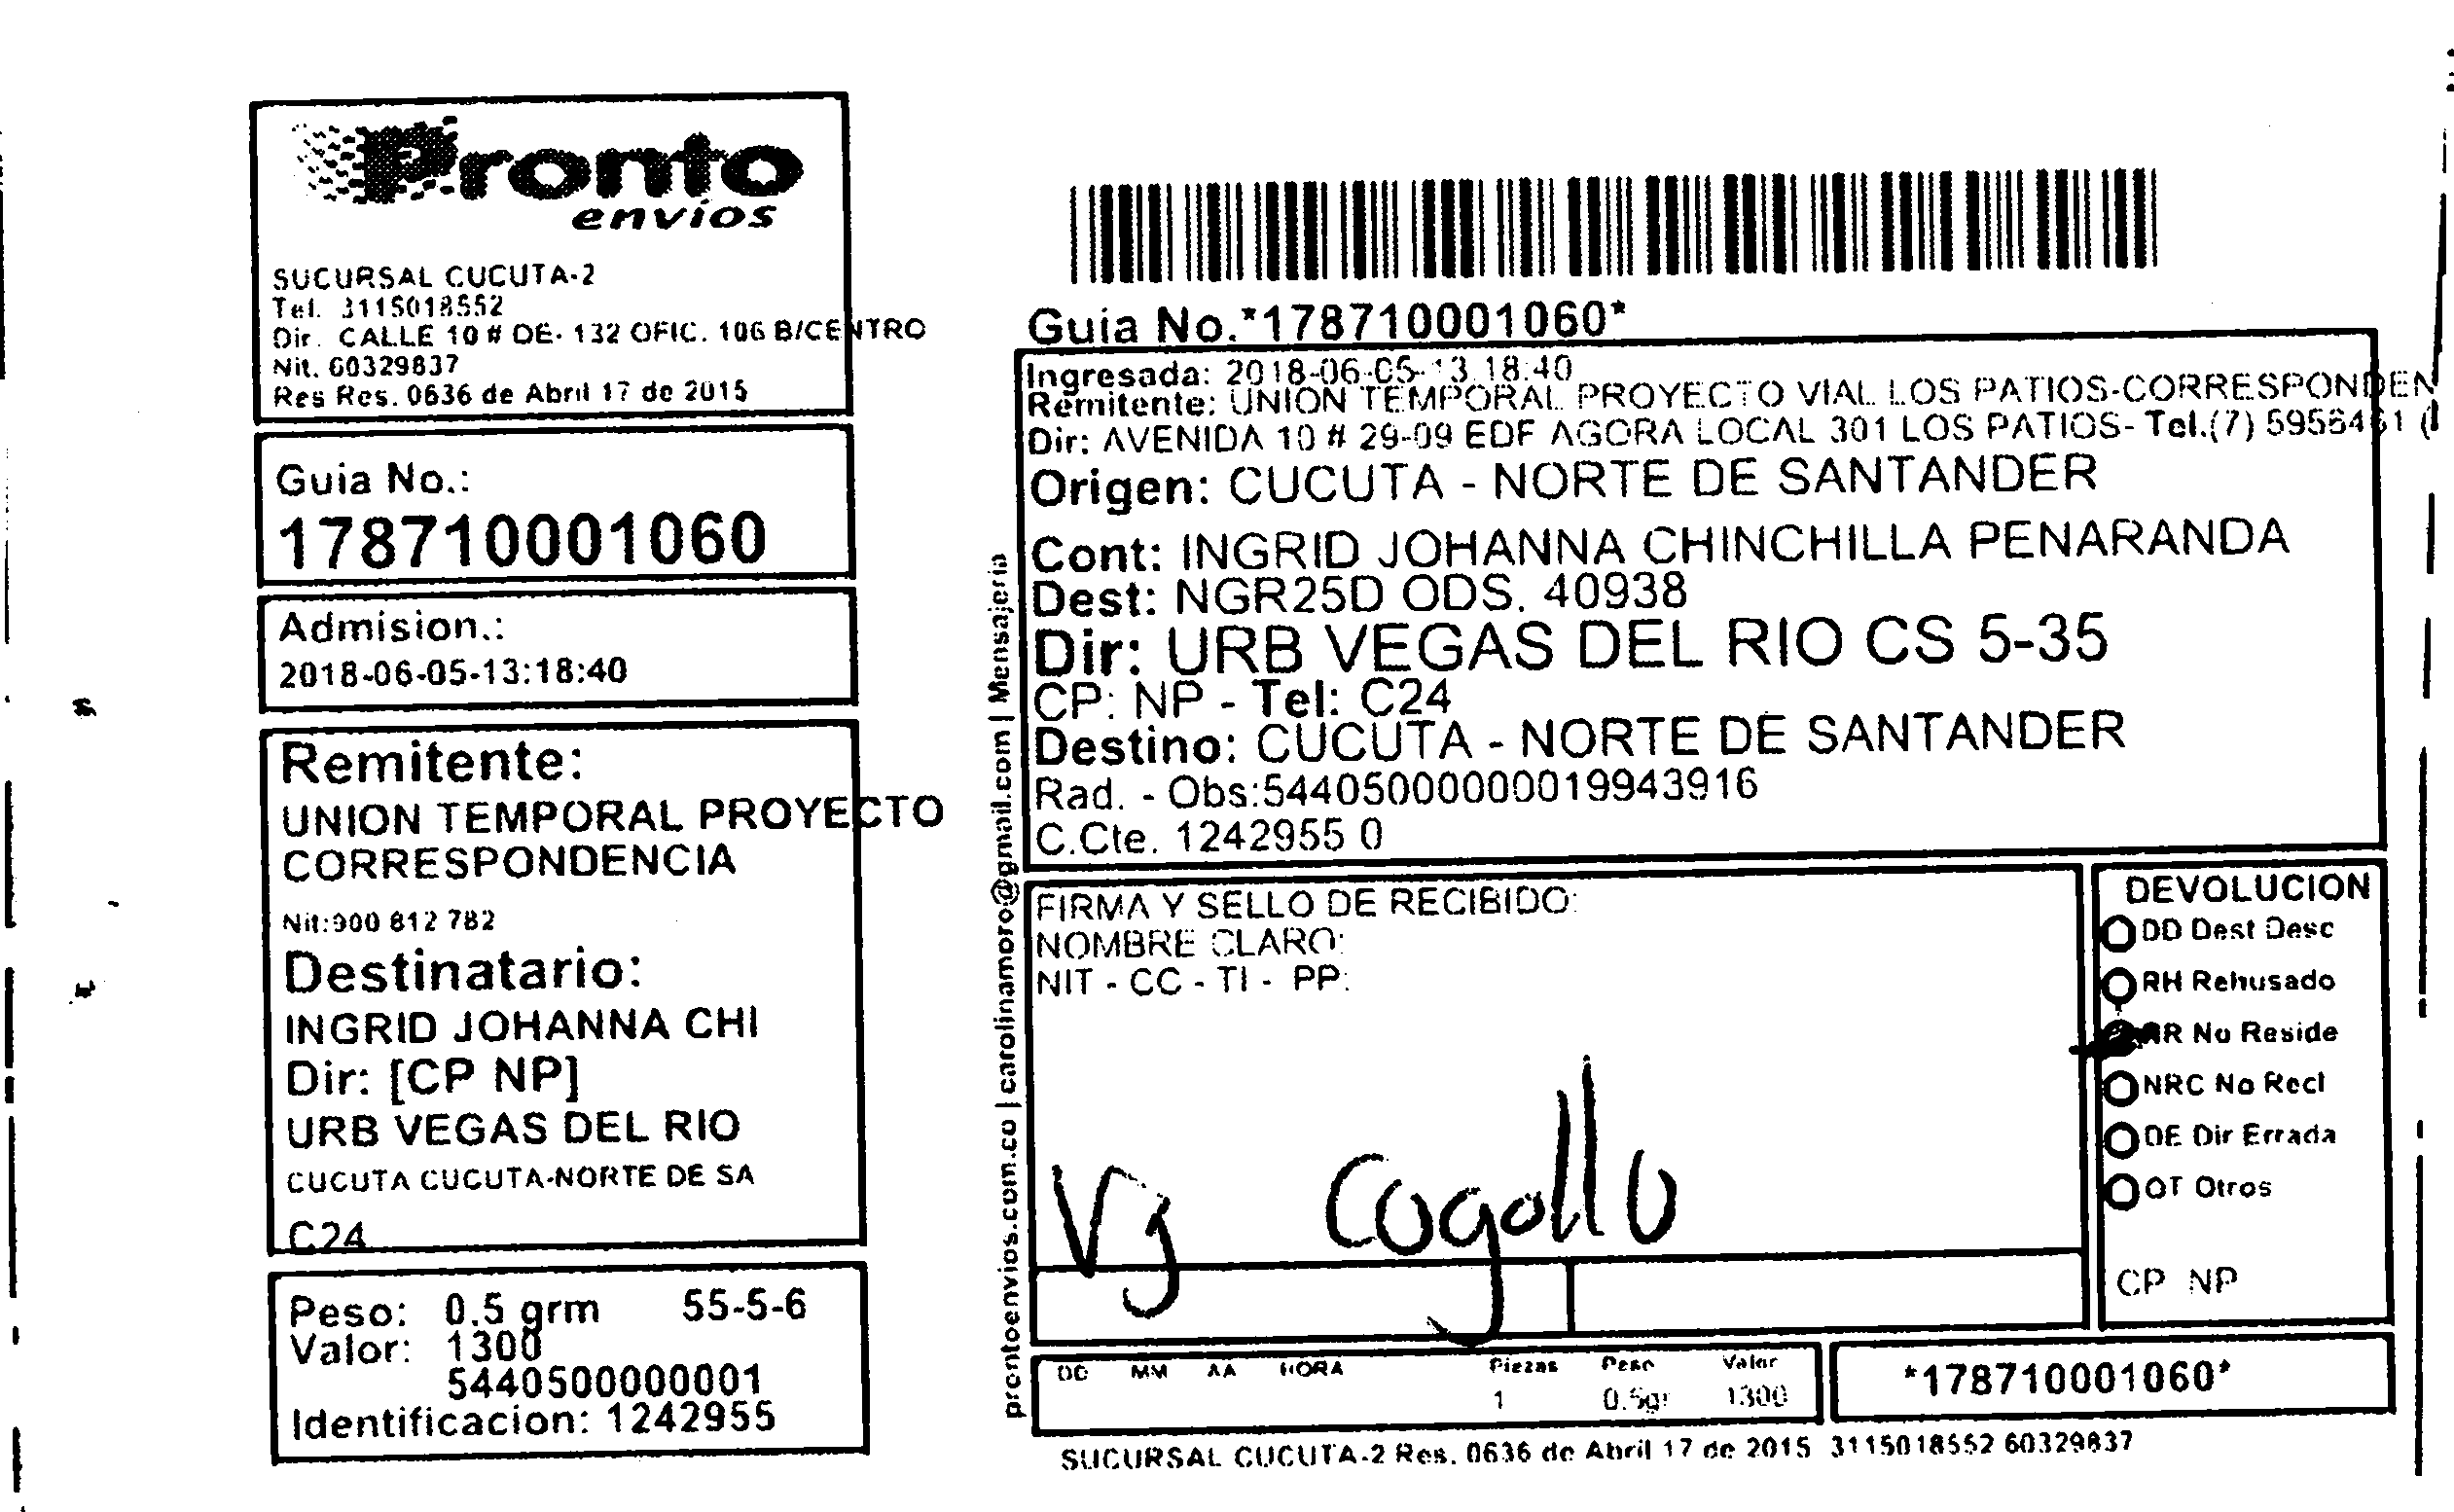 Pronto
envios
SUCURSAL CUCUTA-2
Tel. 3115018552
Dir. CALLE 10 # DE- 132 OFIC. 106 B/CENTRO
Nit. 60329837
Res Res. 0636 de Abril 17 de 2015
Guia No.:
178710001060
Admision.:
2018-06-05-13:18:40
Remitente:
UNION TEMPORAL PROYECTO
CORRESPONDENCIA
Nit:900 812 782
Destinatario:
INGRID JOHANNA CHI
Dir: [CP NP]
URB VEGAS DEL RIO
CUCUTA CUCUTA-NORTE DE SA
C24
Peso: 0.5 grm 55-5-6
Valor: 1300
5440500000001
Identificacion: 1242955
prontoenvios.com.co | carolinamoro@gmail.com | Mensajeria
Guia No.*178710001060*
Ingresada: 2018-06-05-13.18:40
Remitente: UNION TEMPORAL PROYECTO VIAL LOS PATIOS-CORRESPONDEN
Dir: AVENIDA 10 # 29-09 EDF AGORA LOCAL 301 LOS PATIOS- Tel.(7) (
Origen: CUCUTA - NORTE DE SANTANDER
Cont: INGRID JOHANNA CHINCHILLA PENARANDA
Dest: NGR25D ODS. 40938
Dir: URB VEGAS DEL RIO CS 5-35
CP: NP - Tel: C24
Destino: CUCUTA - NORTE DE SANTANDER
Rad. - Obs:544050000000019943916
C.Cte. 1242955 0
FIRMA Y SELLO DE RECIBIDO:
NOMBRE CLARO:
NIT - CC - TI - PP:
Vj Cogollo
DEVOLUCION
DD Dest Desc
RH Rehusado
NR No Reside
NRC No Recl
DE Dir Errada
OT Otros
CP NP
DD MM AA HORA Piezas Peso Valor
1 0.5gr 1300
*178710001060*
SUCURSAL CUCUTA-2 Res. 0636 de Abril 17 de 2015 3115018552 60329837